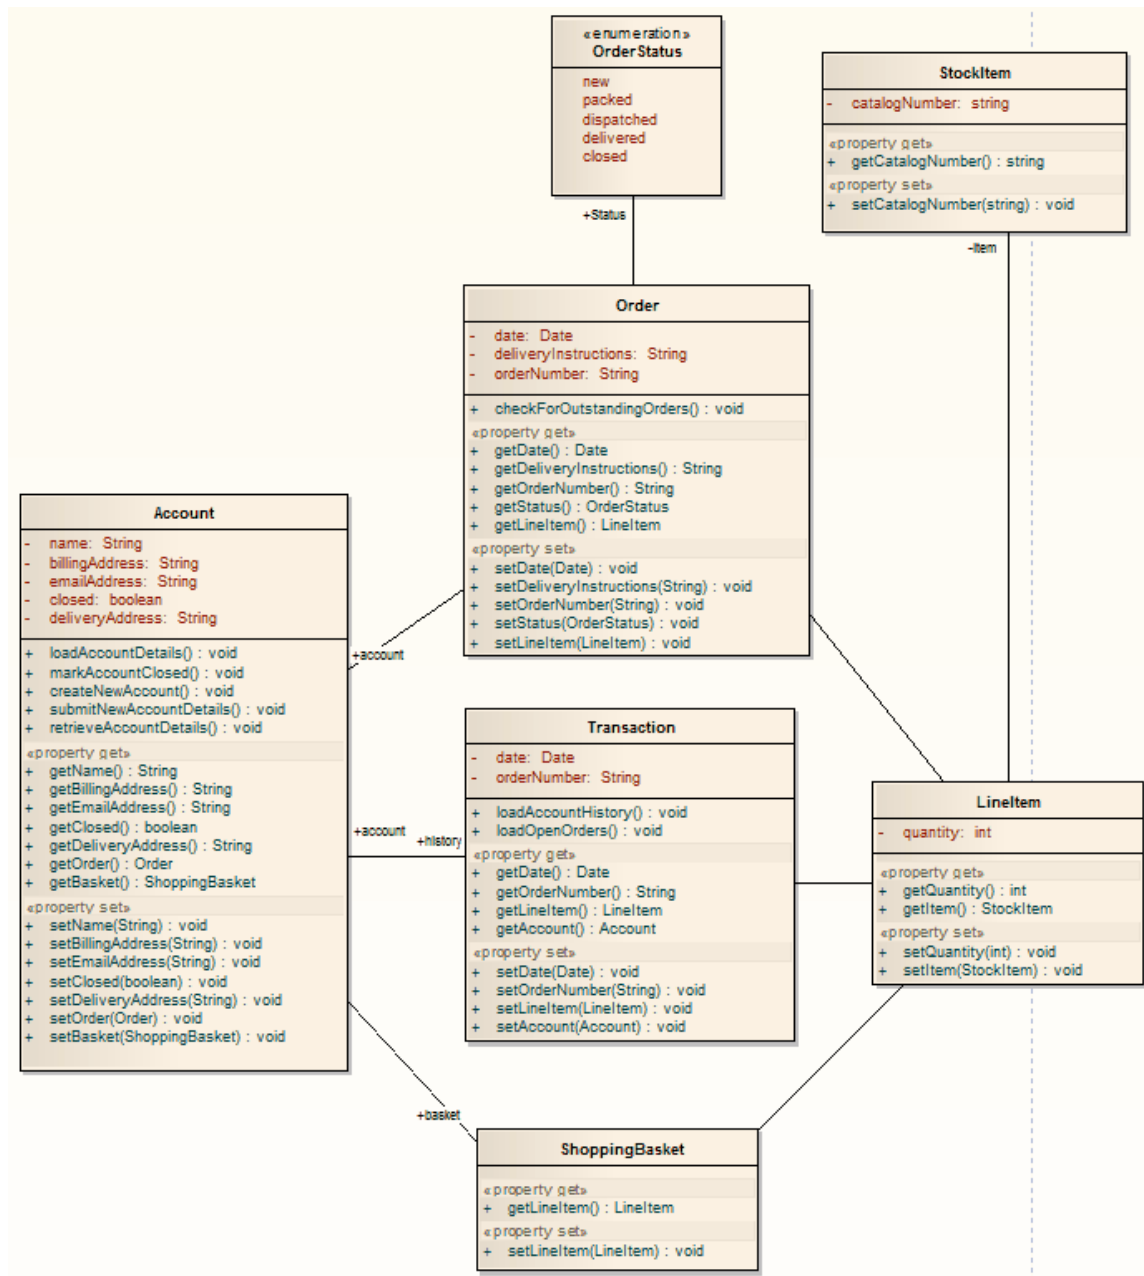 «enumeration»
OrderStatus
new
packed
dispatched
delivered
closed
+Status
StockItem
- catalogNumber: string
«property get»
+ getCatalogNumber() : string
«property set»
+ setCatalogNumber(string) : void
-Item
Order
- date: Date
- deliveryInstructions: String
- orderNumber: String
+ checkForOutstandingOrders() : void
«property get»
+ getDate() : Date
+ getDeliveryInstructions() : String
+ getOrderNumber() : String
+ getStatus() : OrderStatus
+ getLineItem() : LineItem
«property set»
+ setDate(Date) : void
+ setDeliveryInstructions(String) : void
+ setOrderNumber(String) : void
+ setStatus(OrderStatus) : void
+ setLineItem(LineItem) : void
Account
- name: String
- billingAddress: String
- emailAddress: String
- closed: boolean
- deliveryAddress: String
+ loadAccountDetails() : void
+ markAccountClosed() : void
+ createNewAccount() : void
+ submitNewAccountDetails() : void
+ retrieveAccountDetails() : void
«property get»
+ getName() : String
+ getBillingAddress() : String
+ getEmailAddress() : String
+ getClosed() : boolean
+ getDeliveryAddress() : String
+ getOrder() : Order
+ getBasket() : ShoppingBasket
«property set»
+ setName(String) : void
+ setBillingAddress(String) : void
+ setEmailAddress(String) : void
+ setClosed(boolean) : void
+ setDeliveryAddress(String) : void
+ setOrder(Order) : void
+ setBasket(ShoppingBasket) : void
+account
+account
+history
+basket
Transaction
- date: Date
- orderNumber: String
+ loadAccountHistory() : void
+ loadOpenOrders() : void
«property get»
+ getDate() : Date
+ getOrderNumber() : String
+ getLineItem() : LineItem
+ getAccount() : Account
«property set»
+ setDate(Date) : void
+ setOrderNumber(String) : void
+ setLineItem(LineItem) : void
+ setAccount(Account) : void
LineItem
- quantity: int
«property get»
+ getQuantity() : int
+ getItem() : StockItem
«property set»
+ setQuantity(int) : void
+ setItem(StockItem) : void
ShoppingBasket
«property get»
+ getLineItem() : LineItem
«property set»
+ setLineItem(LineItem) : void